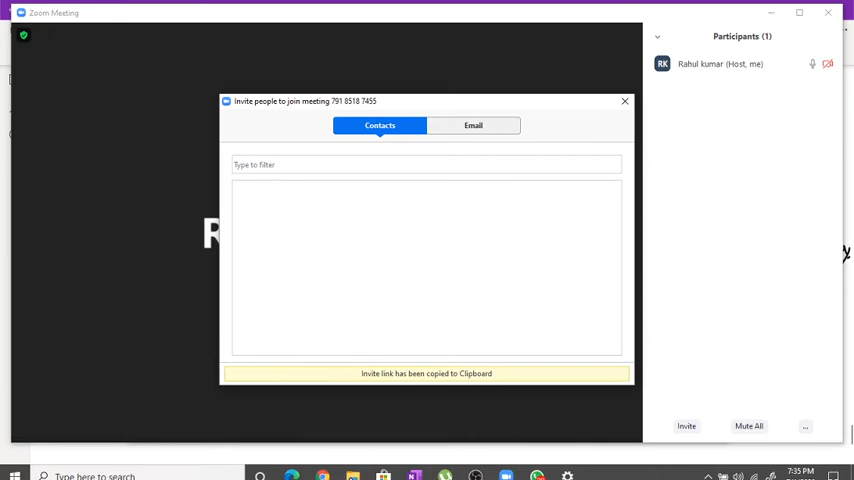 Zoom Meeting
Participants (1)
RK Rahul kumar (Host, me)
Invite people to join meeting 791 8518 7455
Contacts Email
Type to filter
R
Invite link has been copied to Clipboard
Invite Mute All ...
Type here to search
7:35 PM